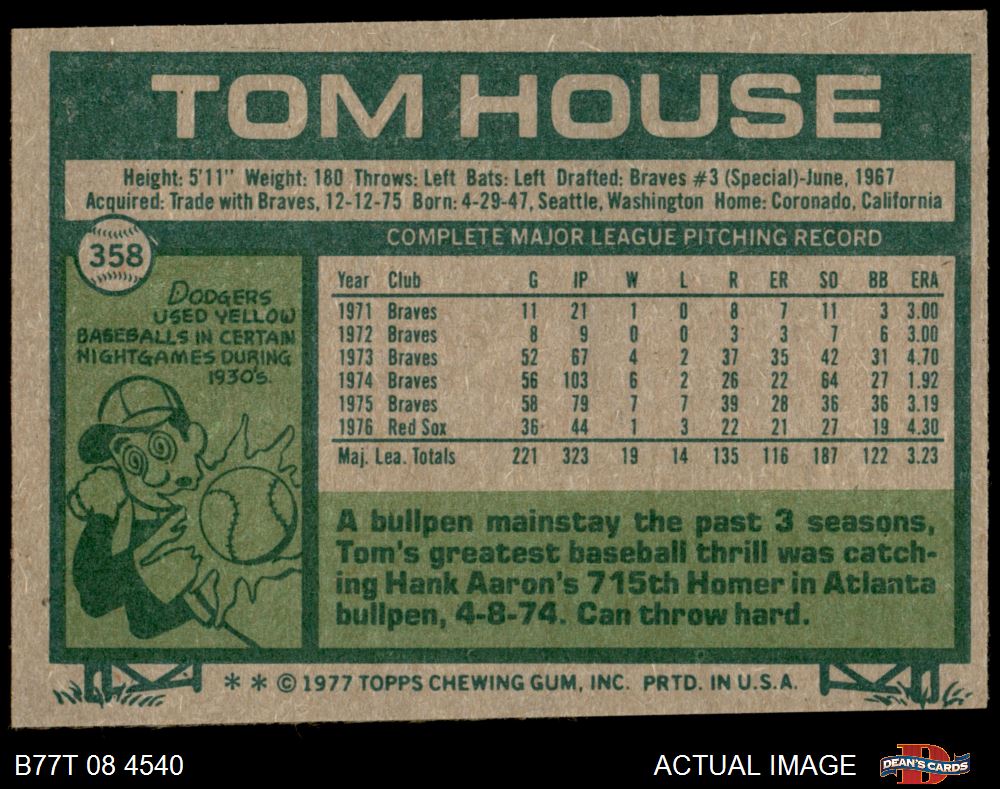 TOM HOUSE
Height: 5'11" Weight: 180 Throws: Left Bats: Left Drafted: Braves #3 (Special)-June, 1967
Acquired: Trade with Braves, 12-12-75 Born: 4-29-47, Seattle, Washington Home: Coronado, California
358
COMPLETE MAJOR LEAGUE PITCHING RECORD
DODGERS
USED YELLOW
BASEBALLS IN CERTAIN
NIGHTGAMES DURING
1930'S.
Year Club G IP W L R ER SO BB ERA
1971 Braves 11 21 1 0 8 7 11 3 3.00
1972 Braves 8 9 0 0 3 3 7 6 3.00
1973 Braves 52 67 4 2 37 35 42 31 4.70
1974 Braves 56 103 6 2 26 22 64 27 1.92
1975 Braves 58 79 7 7 39 28 36 36 3.19
1976 Red Sox 36 44 1 3 22 21 27 19 4.30
Maj. Lea. Totals 221 323 19 14 135 116 187 122 3.23
A bullpen mainstay the past 3 seasons,
Tom's greatest baseball thrill was catch-
ing Hank Aaron's 715th Homer in Atlanta
bullpen, 4-8-74. Can throw hard.
* * © 1977 TOPPS CHEWING GUM, INC. PRTD. IN U.S.A.
B77T 08 4540
ACTUAL IMAGE
D
DEAN'S CARDS